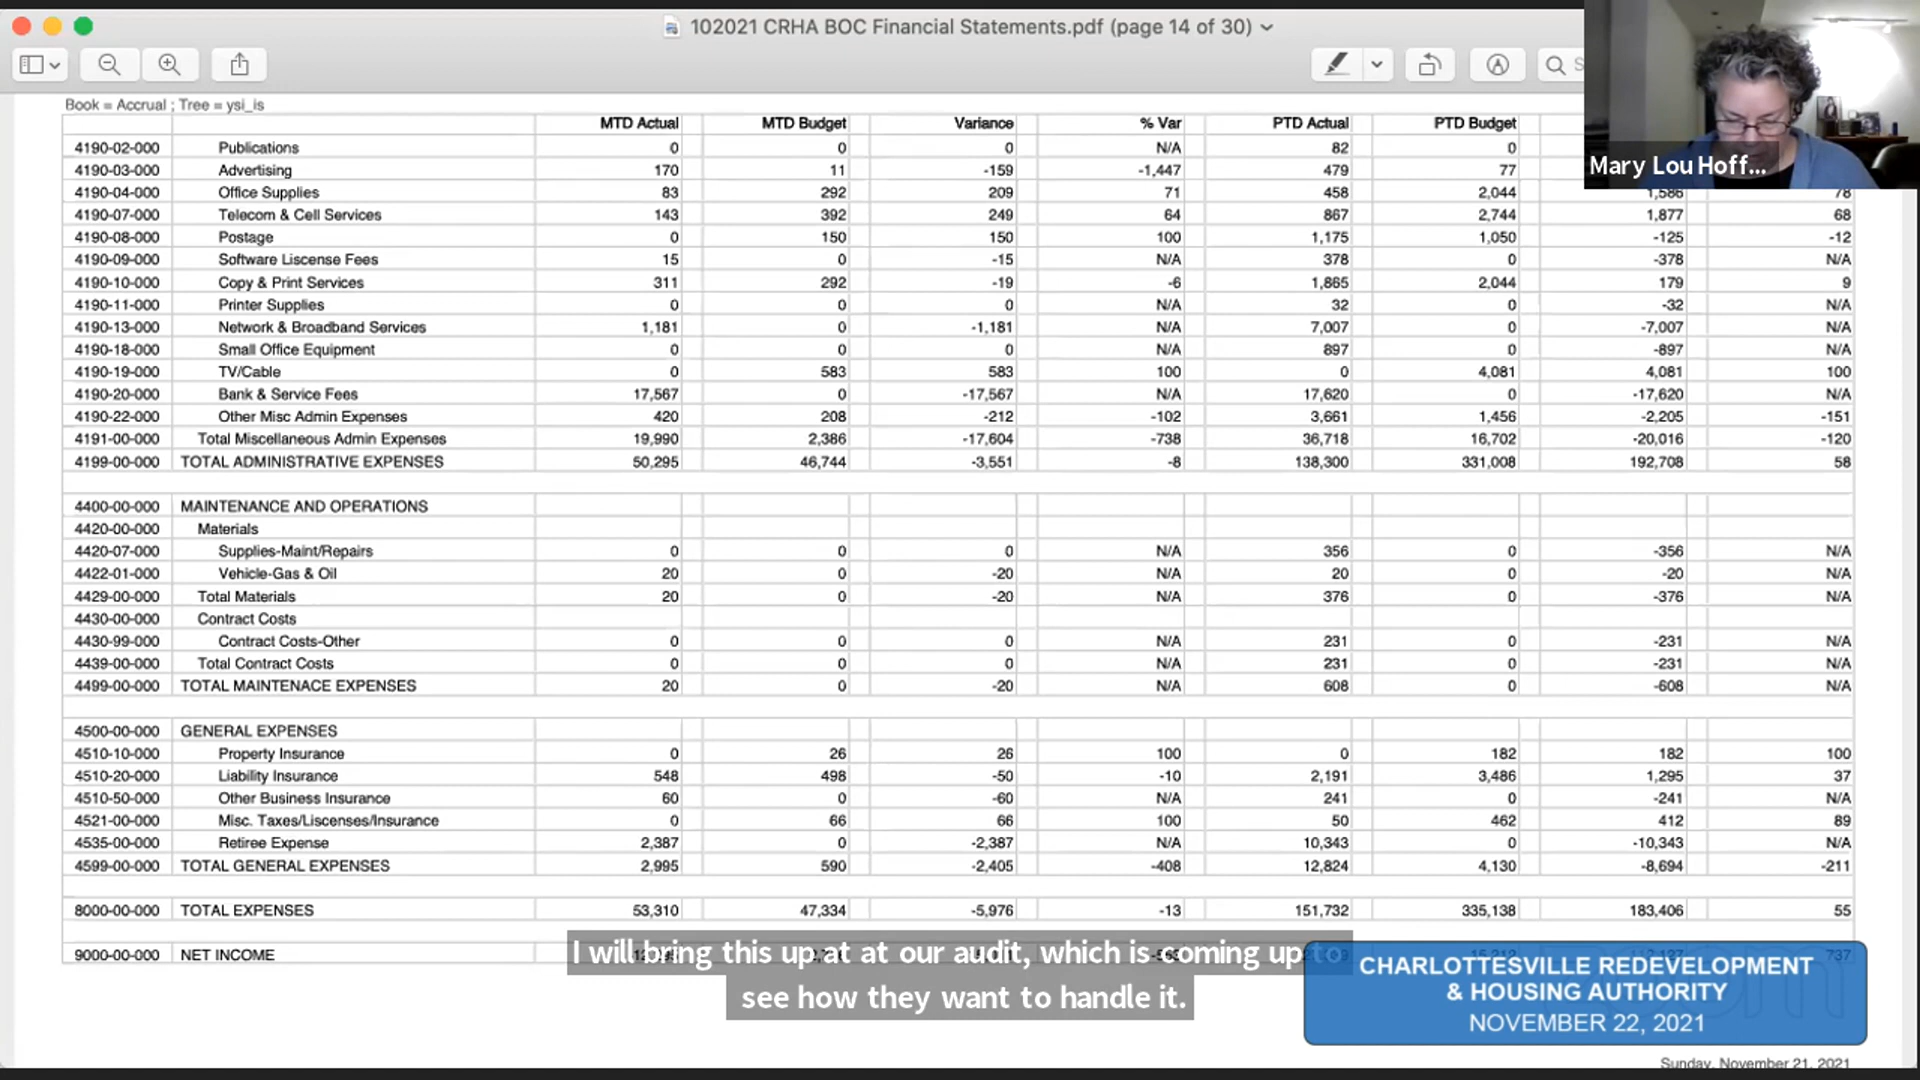 102021 CRHA BOC Financial Statements.pdf (page 14 of 30)
Book = Accrual ; Tree = ysi_is
MTD Actual MTD Budget Variance % Var PTD Actual PTD Budget
4190-02-000 Publications 0 0 0 N/A 82 0
4190-03-000 Advertising 170 11 -159 -1,447 479 77
4190-04-000 Office Supplies 83 292 209 71 458 2,044 1,586 78
4190-07-000 Telecom & Cell Services 143 392 249 64 867 2,744 1,877 68
4190-08-000 Postage 0 150 150 100 1,175 1,050 -125 -12
4190-09-000 Software Liscense Fees 15 0 -15 N/A 378 0 -378 N/A
4190-10-000 Copy & Print Services 311 292 -19 -6 1,865 2,044 179 9
4190-11-000 Printer Supplies 0 0 0 N/A 32 0 -32 N/A
4190-13-000 Network & Broadband Services 1,181 0 -1,181 N/A 7,007 0 -7,007 N/A
4190-18-000 Small Office Equipment 0 0 0 N/A 897 0 -897 N/A
4190-19-000 TV/Cable 0 583 583 100 0 4,081 4,081 100
4190-20-000 Bank & Service Fees 17,567 0 -17,567 N/A 17,620 0 -17,620 N/A
4190-22-000 Other Misc Admin Expenses 420 208 -212 -102 3,661 1,456 -2,205 -151
4191-00-000 Total Miscellaneous Admin Expenses 19,990 2,386 -17,604 -738 36,718 16,702 -20,016 -120
4199-00-000 TOTAL ADMINISTRATIVE EXPENSES 50,295 46,744 -3,551 -8 138,300 331,008 192,708 58
4400-00-000 MAINTENANCE AND OPERATIONS
4420-00-000 Materials
4420-07-000 Supplies-Maint/Repairs 0 0 0 N/A 356 0 -356 N/A
4422-01-000 Vehicle-Gas & Oil 20 0 -20 N/A 20 0 -20 N/A
4429-00-000 Total Materials 20 0 -20 N/A 376 0 -376 N/A
4430-00-000 Contract Costs
4430-99-000 Contract Costs-Other 0 0 0 N/A 231 0 -231 N/A
4439-00-000 Total Contract Costs 0 0 0 N/A 231 0 -231 N/A
4499-00-000 TOTAL MAINTENACE EXPENSES 20 0 -20 N/A 608 0 -608 N/A
4500-00-000 GENERAL EXPENSES
4510-10-000 Property Insurance 0 26 26 100 0 182 182 100
4510-20-000 Liability Insurance 548 498 -50 -10 2,191 3,486 1,295 37
4510-50-000 Other Business Insurance 60 0 -60 N/A 241 0 -241 N/A
4521-00-000 Misc. Taxes/Liscenses/Insurance 0 66 66 100 50 462 412 89
4535-00-000 Retiree Expense 2,387 0 -2,387 N/A 10,343 0 -10,343 N/A
4599-00-000 TOTAL GENERAL EXPENSES 2,995 590 -2,405 -408 12,824 4,130 -8,694 -211
8000-00-000 TOTAL EXPENSES 53,310 47,334 -5,976 -13 151,732 335,138 183,406 55
9000-00-000 NET INCOME
Mary Lou Hoff...
I will bring this up at at our audit, which is coming up to
see how they want to handle it.
CHARLOTTESVILLE REDEVELOPMENT
& HOUSING AUTHORITY
NOVEMBER 22, 2021
Sunday, November 21, 2021